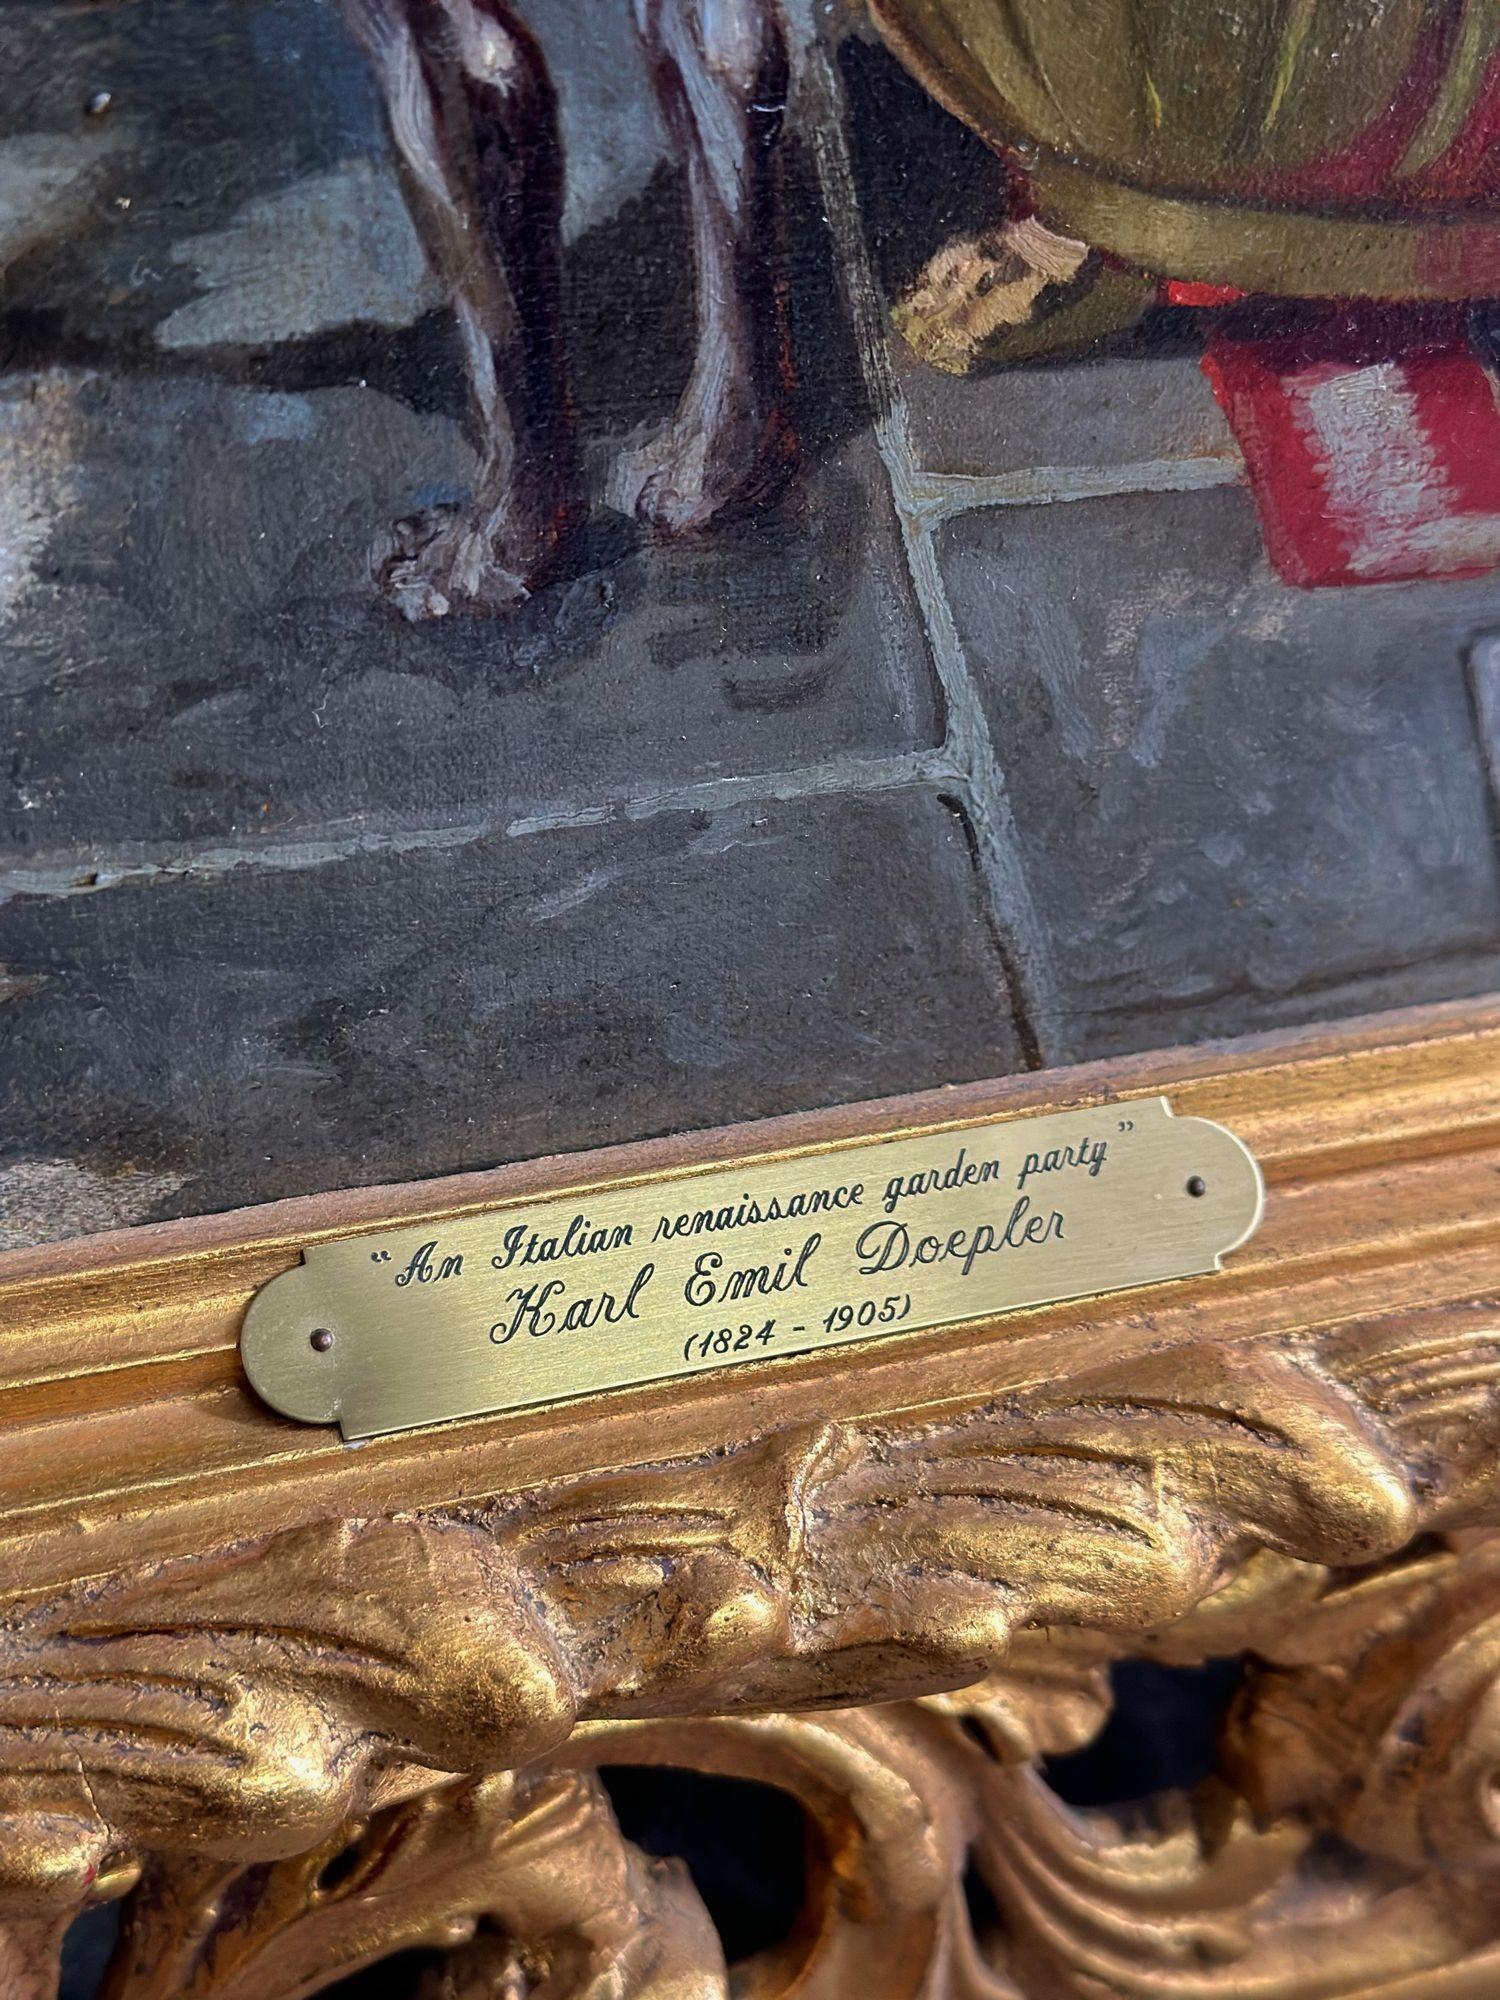 “An Italian renaissance garden party”
Karl Emil Doepler
(1824 - 1905)